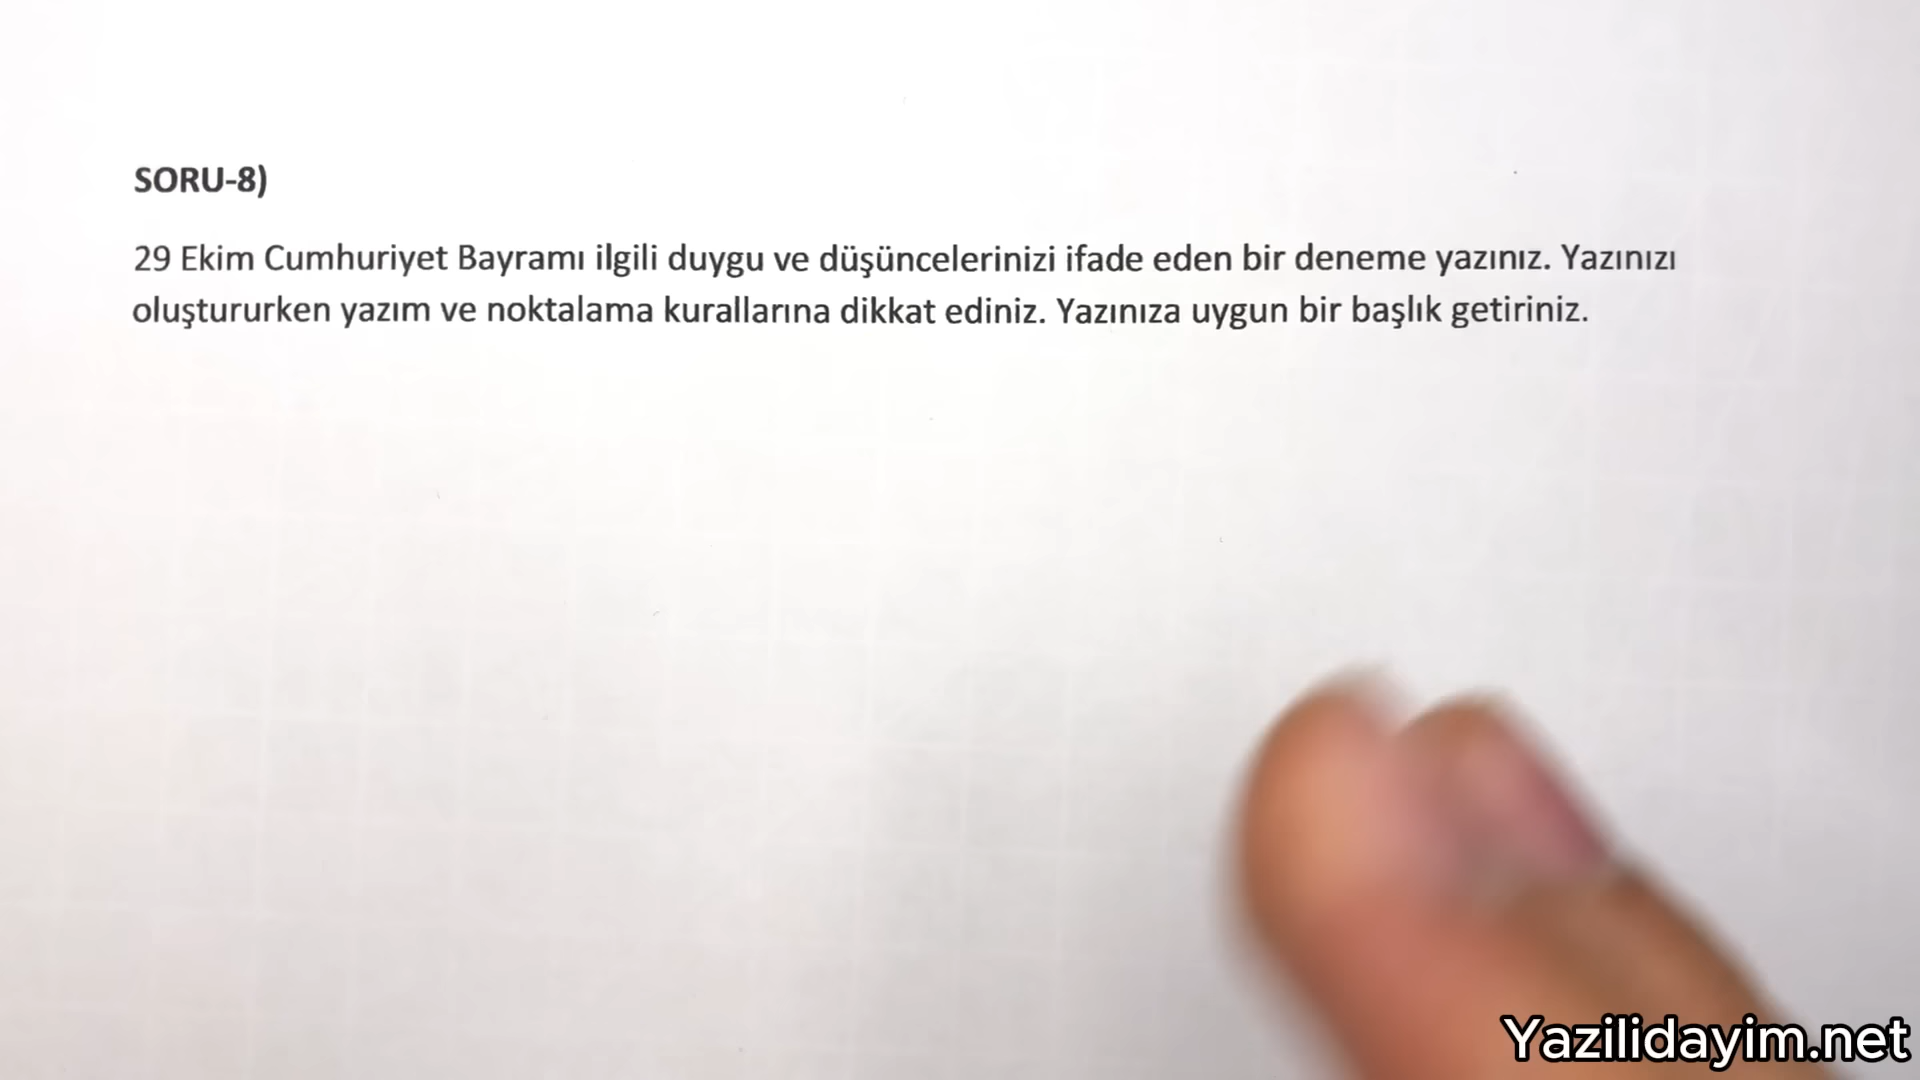 SORU-8)
29 Ekim Cumhuriyet Bayramı ilgili duygu ve düşüncelerinizi ifade eden bir deneme yazınız. Yazınızı
oluştururken yazım ve noktalama kurallarına dikkat ediniz. Yazınıza uygun bir başlık getiriniz.
Yazilidayim.net